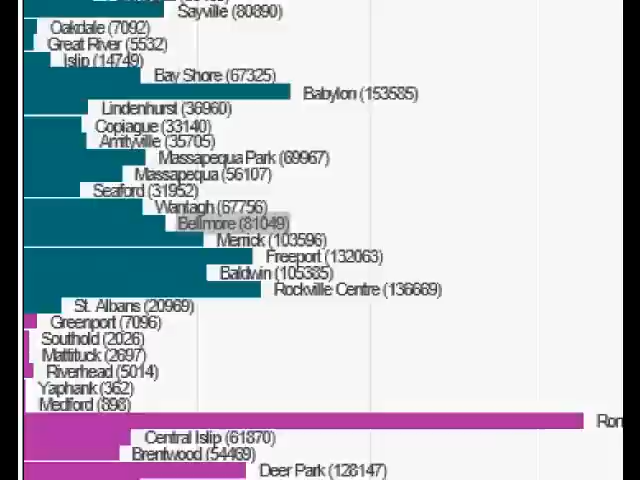 Sayville (80890)
Oakdale (7092)
Great River (5532)
Islip (14749)
Bay Shore (67325)
Babylon (153585)
Lindenhurst (36960)
Copiague (33140)
Amityville (35705)
Massapequa Park (69967)
Massapequa (56107)
Seaford (31952)
Wantagh (67756)
Bellmore (81049)
Merrick (103596)
Freeport (132063)
Baldwin (105385)
Rockville Centre (136669)
St. Albans (20969)
Greenport (7096)
Southold (2026)
Mattituck (2697)
Riverhead (5014)
Yaphank (362)
Medford (898)
Ron
Central Islip (61870)
Brentwood (54469)
Deer Park (128147)